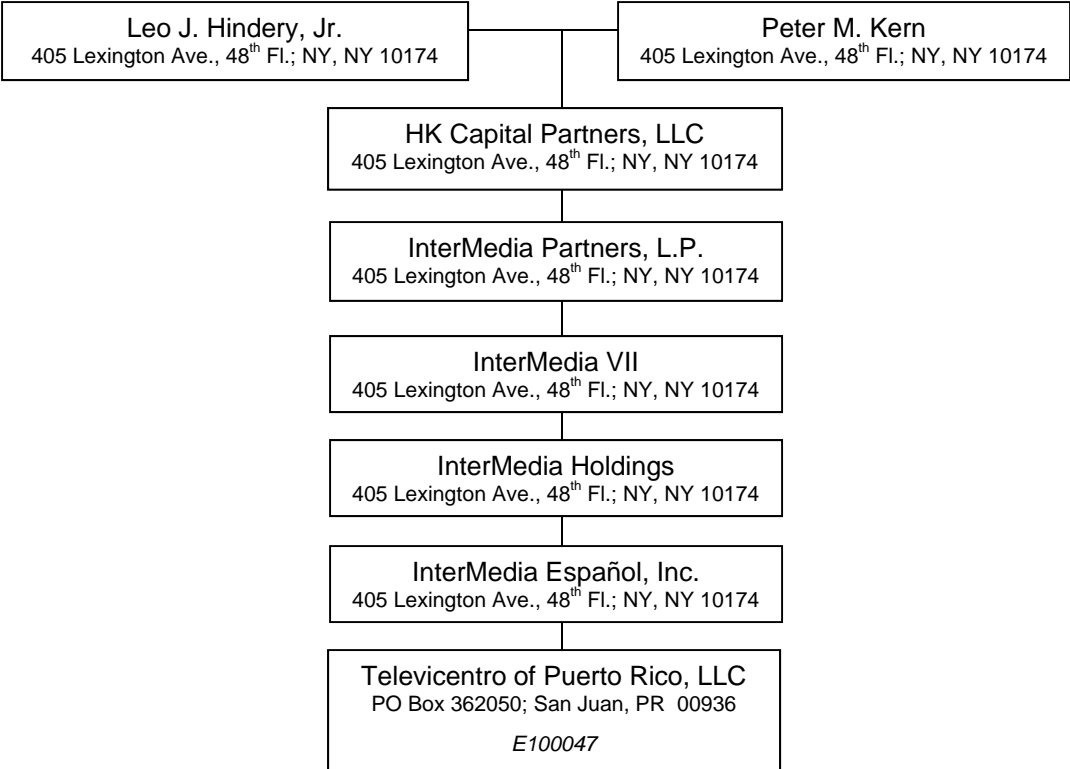 Leo J. Hindery, Jr.
405 Lexington Ave., 48th Fl.; NY, NY 10174
Peter M. Kern
405 Lexington Ave., 48th Fl.; NY, NY 10174
HK Capital Partners, LLC
405 Lexington Ave., 48th Fl.; NY, NY 10174
InterMedia Partners, L.P.
405 Lexington Ave., 48th Fl.; NY, NY 10174
InterMedia VII
405 Lexington Ave., 48th Fl.; NY, NY 10174
InterMedia Holdings
405 Lexington Ave., 48th Fl.; NY, NY 10174
InterMedia Español, Inc.
405 Lexington Ave., 48th Fl.; NY, NY 10174
Televicentro of Puerto Rico, LLC
PO Box 362050; San Juan, PR 00936
E100047